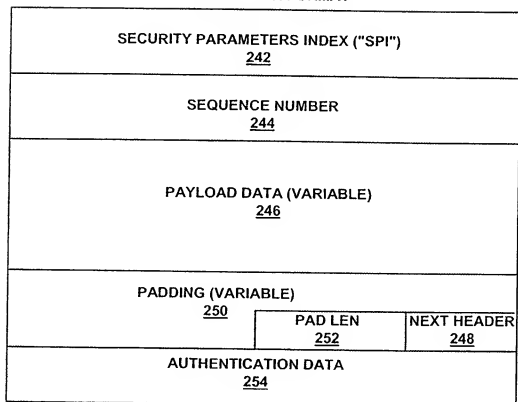 SECURITY PARAMETERS INDEX ("SPI")
242
SEQUENCE NUMBER
244
PAYLOAD DATA (VARIABLE)
246
PADDING (VARIABLE)
250
PAD LEN
252
NEXT HEADER
248
AUTHENTICATION DATA
254